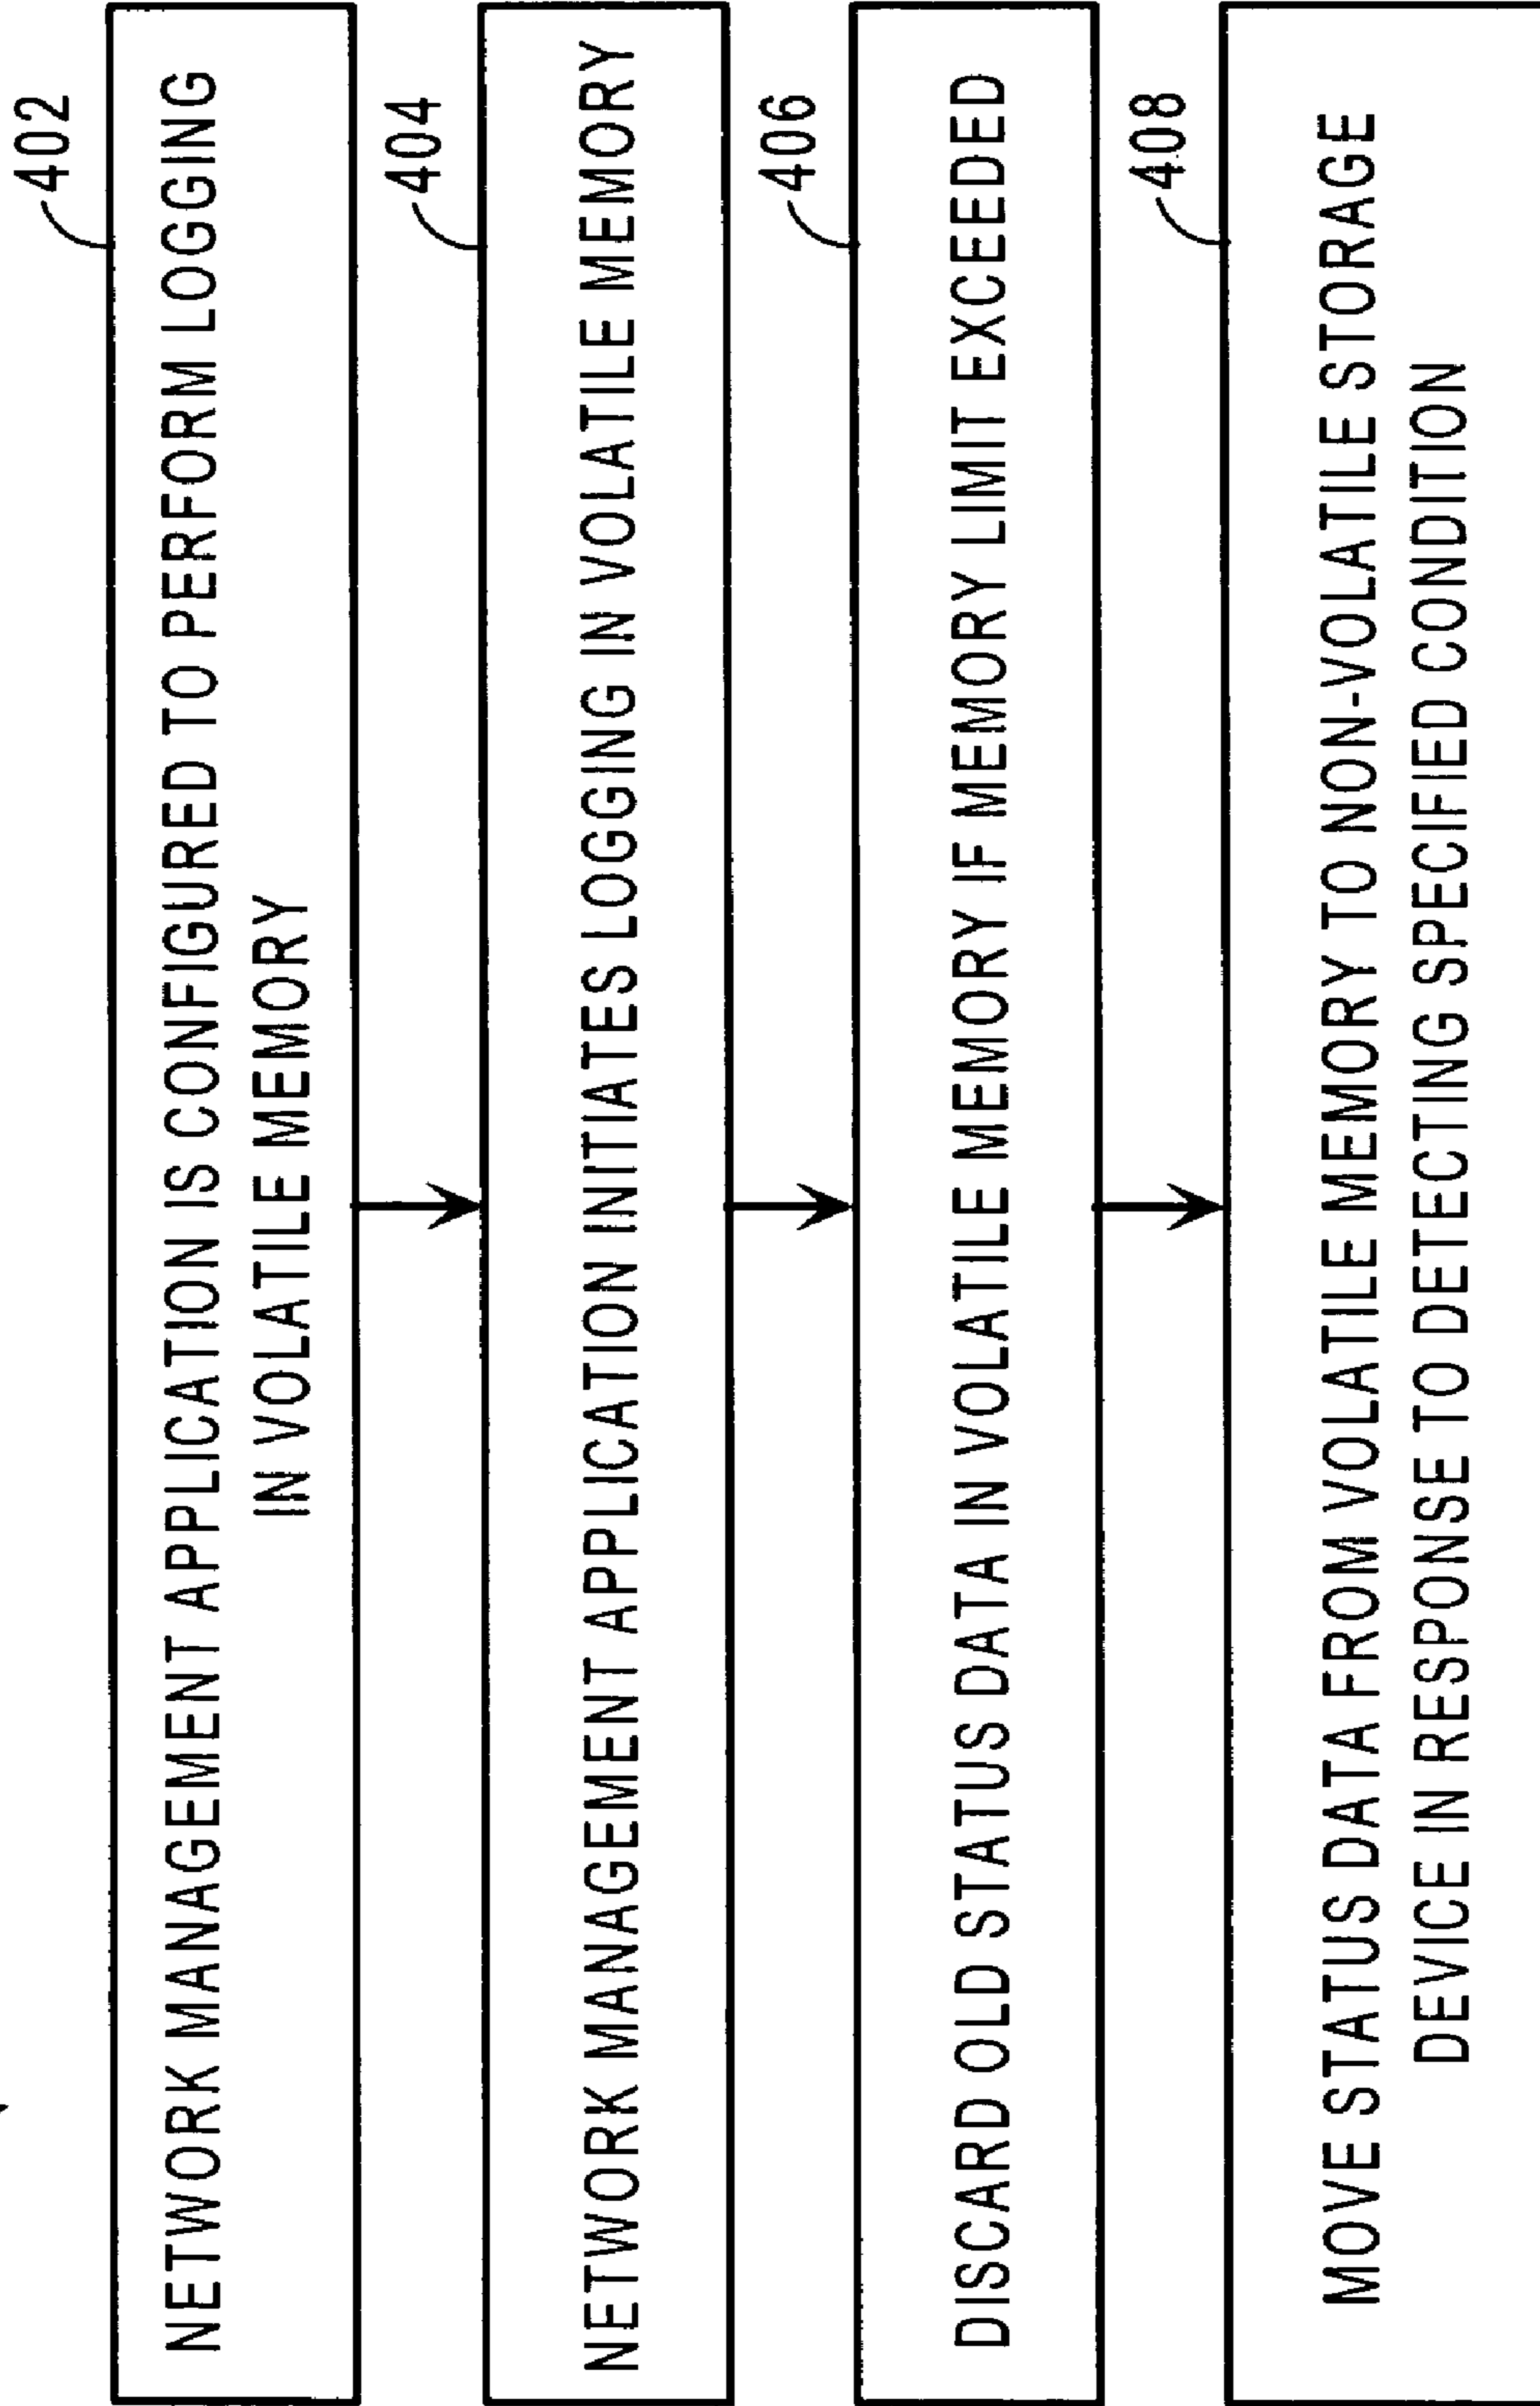 402
NETWORK MANAGEMENT APPLICATION IS CONFIGURED TO PERFORM LOGGING
IN VOLATILE MEMORY
404
NETWORK MANAGEMENT APPLICATION INITIATES LOGGING IN VOLATILE MEMORY
406
DISCARD OLD STATUS DATA IN VOLATILE MEMORY IF MEMORY LIMIT EXCEEDED
408
MOVE STATUS DATA FROM VOLATILE MEMORY TO NON-VOLATILE STORAGE
DEVICE IN RESPONSE TO DETECTING SPECIFIED CONDITION